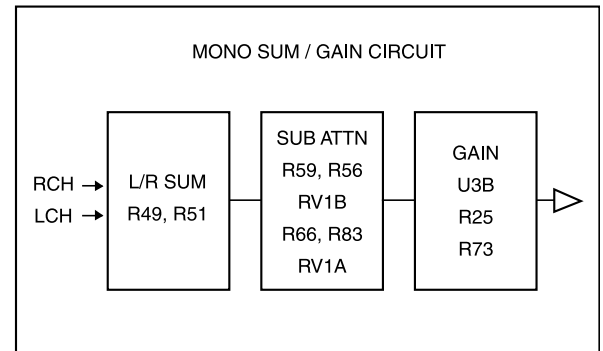 MONO SUM / GAIN CIRCUIT
RCH
LCH
L/R SUM
R49, R51
SUB ATTN
R59, R56
RV1B
R66, R83
RV1A
GAIN
U3B
R25
R73